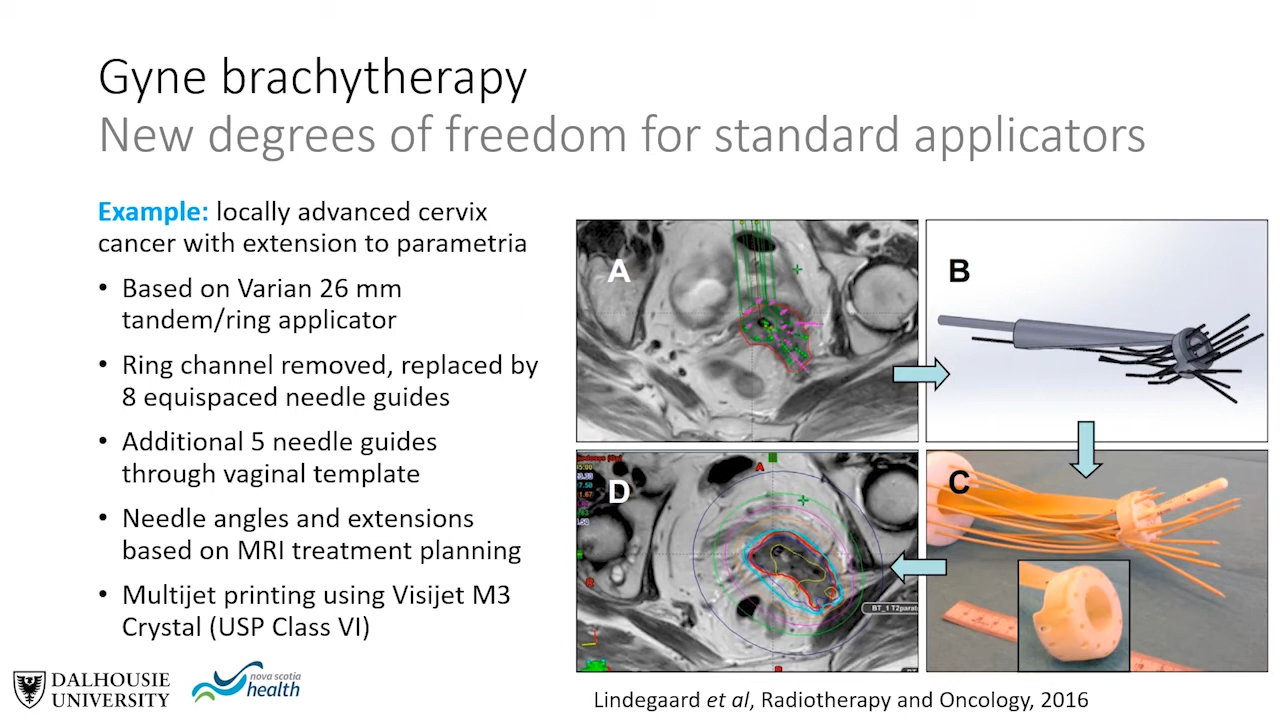 Gyne brachytherapy
New degrees of freedom for standard applicators
Example: locally advanced cervix
cancer with extension to parametria
• Based on Varian 26 mm
tandem/ring applicator
• Ring channel removed, replaced by
8 equispaced needle guides
• Additional 5 needle guides
through vaginal template
• Needle angles and extensions
based on MRI treatment planning
• Multijet printing using Visijet M3
Crystal (USP Class VI)
A
B
D
A
C
BT_1 T2para
DALHOUSIE
UNIVERSITY
nova scotia
health
Lindegaard et al, Radiotherapy and Oncology, 2016